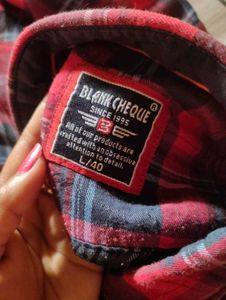 BLANK CHEQUE
SINCE 1995
B
All of our products are
crafted with an obsessive
attention to detail.
L/40